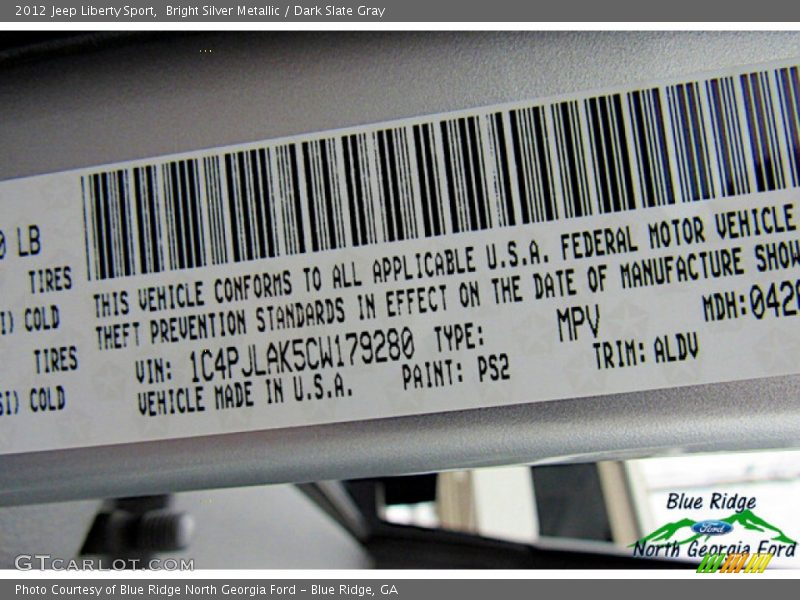 2012 Jeep Liberty Sport, Bright Silver Metallic / Dark Slate Gray
LB
TIRES
COLD
TIRES
COLD
THIS VEHICLE CONFORMS TO ALL APPLICABLE U.S.A. FEDERAL MOTOR VEHICLE
THEFT PREVENTION STANDARDS IN EFFECT ON THE DATE OF MANUFACTURE SHOW
VIN: 1C4PJLAK5CW179280 TYPE: MPV MDH:042
VEHICLE MADE IN U.S.A. PAINT: PS2 TRIM: ALDV
Blue Ridge
Ford
North Georgia Ford
GTCARLOT.COM
Photo Courtesy of Blue Ridge North Georgia Ford – Blue Ridge, GA